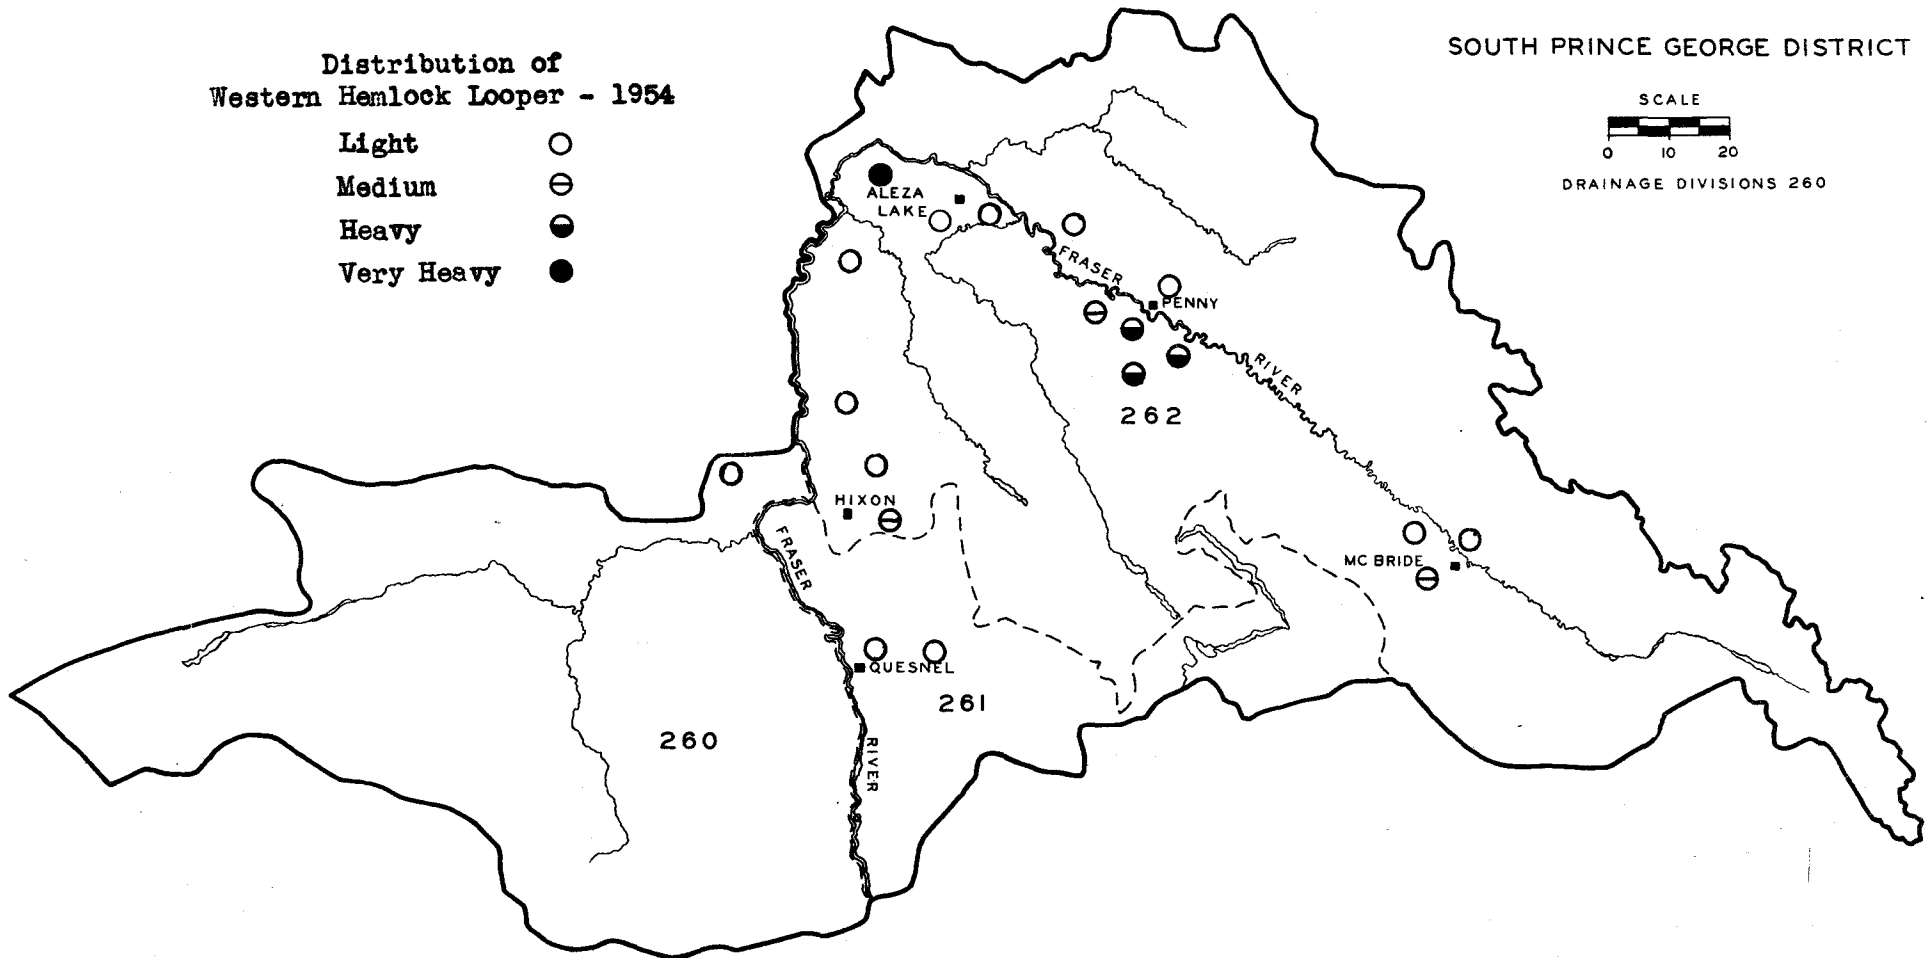 Distribution of
Western Hemlock Looper - 1954
Light
Medium
Heavy
Very Heavy
SOUTH PRINCE GEORGE DISTRICT
SCALE
0 10 20
DRAINAGE DIVISIONS 260
ALEZA
LAKE
FRASER
PENNY
RIVER
262
HIXON
FRASER
MC BRIDE
QUESNEL
261
260
RIVER